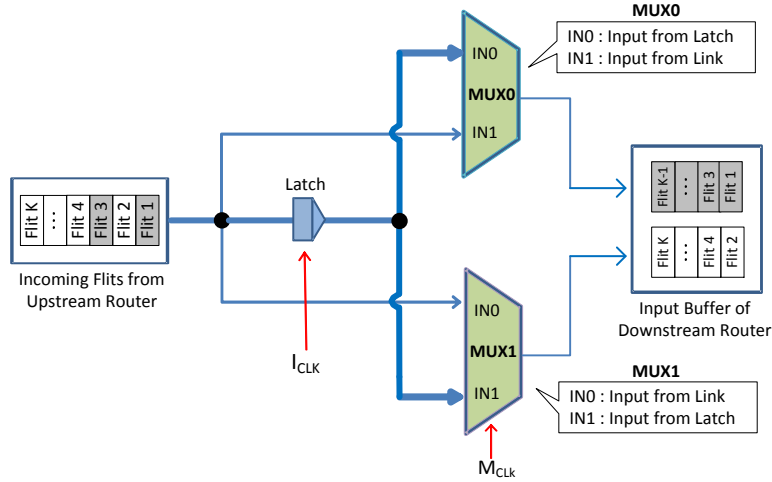 MUX0
IN0 : Input from Latch
IN1 : Input from Link
IN0
MUX0
IN1
Flit K
...
Flit 4
Flit 3
Flit 2
Flit 1
Incoming Flits from
Upstream Router
Latch
I_CLK
Flit K-1
...
Flit 3
Flit 1
Flit K
...
Flit 4
Flit 2
Input Buffer of
Downstream Router
IN0
MUX1
IN1
M_CLk
MUX1
IN0 : Input from Link
IN1 : Input from Latch